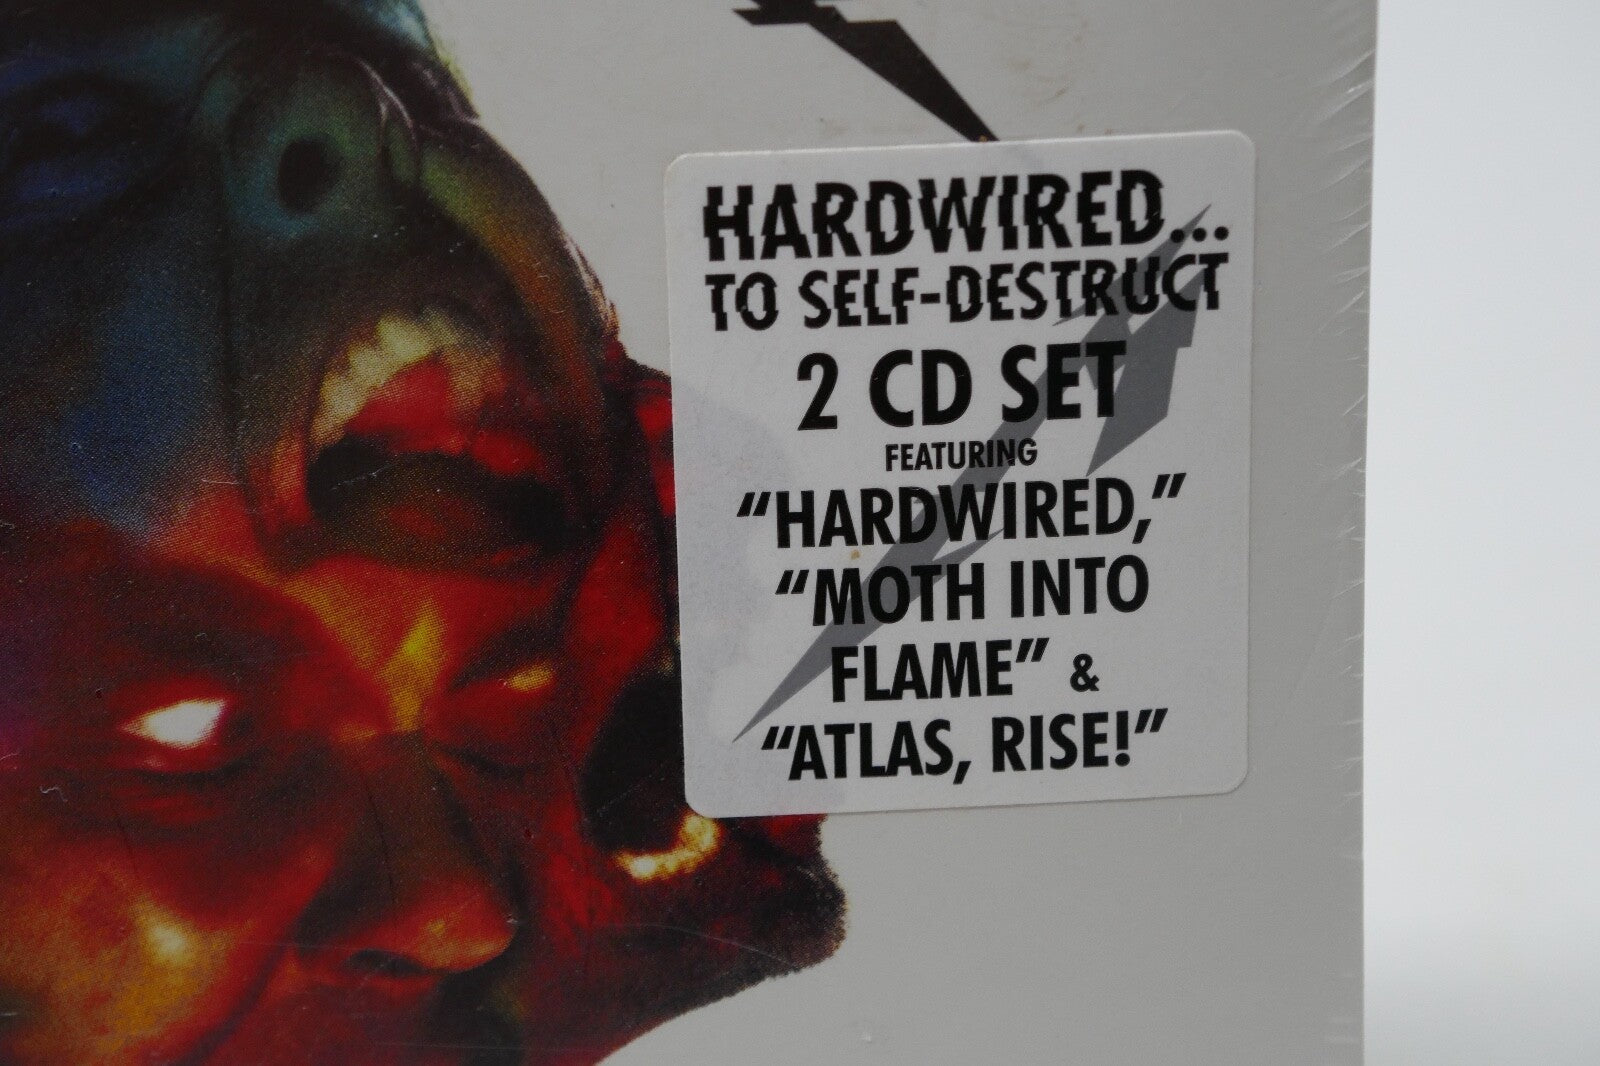 HARDWIRED...
TO SELF-DESTRUCT
2 CD SET
FEATURING
“HARDWIRED,”
“MOTH INTO
FLAME” &
“ATLAS, RISE!”